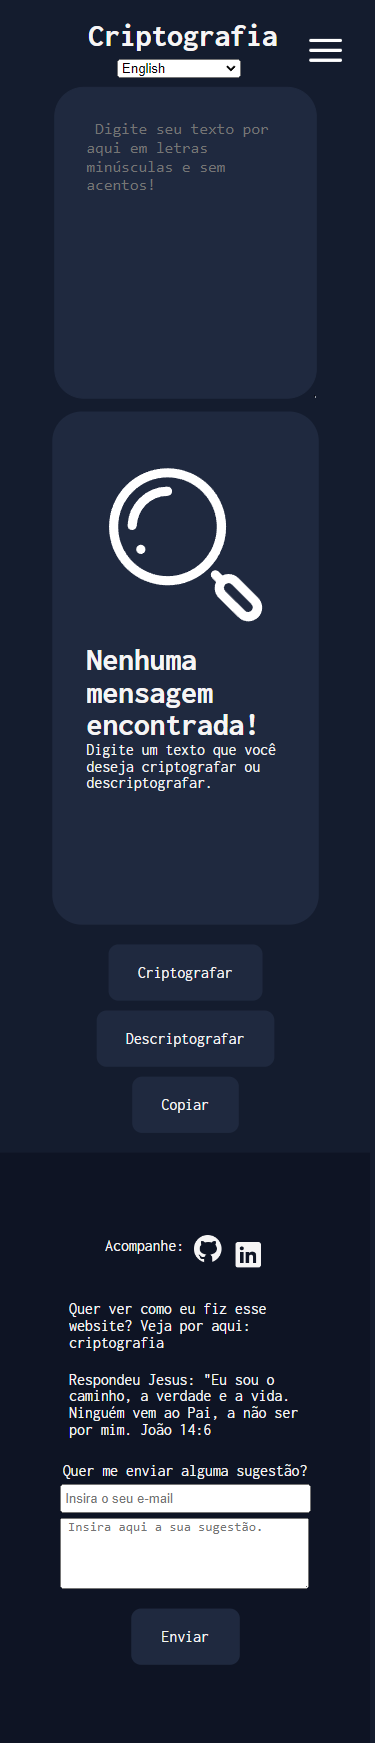 Criptografia
English
Digite seu texto por
aqui em letras
minúsculas e sem
acentos!
Nenhuma
mensagem
encontrada!
Digite um texto que você
deseja criptografar ou
descriptografar.
Criptografar
Descriptografar
Copiar
Acompanhe:
Quer ver como eu fiz esse
website? Veja por aqui:
criptografia
Respondeu Jesus: "Eu sou o
caminho, a verdade e a vida.
Ninguém vem ao Pai, a não ser
por mim. João 14:6
Quer me enviar alguma sugestão?
Insira o seu e-mail
Insira aqui a sua sugestão.
Enviar